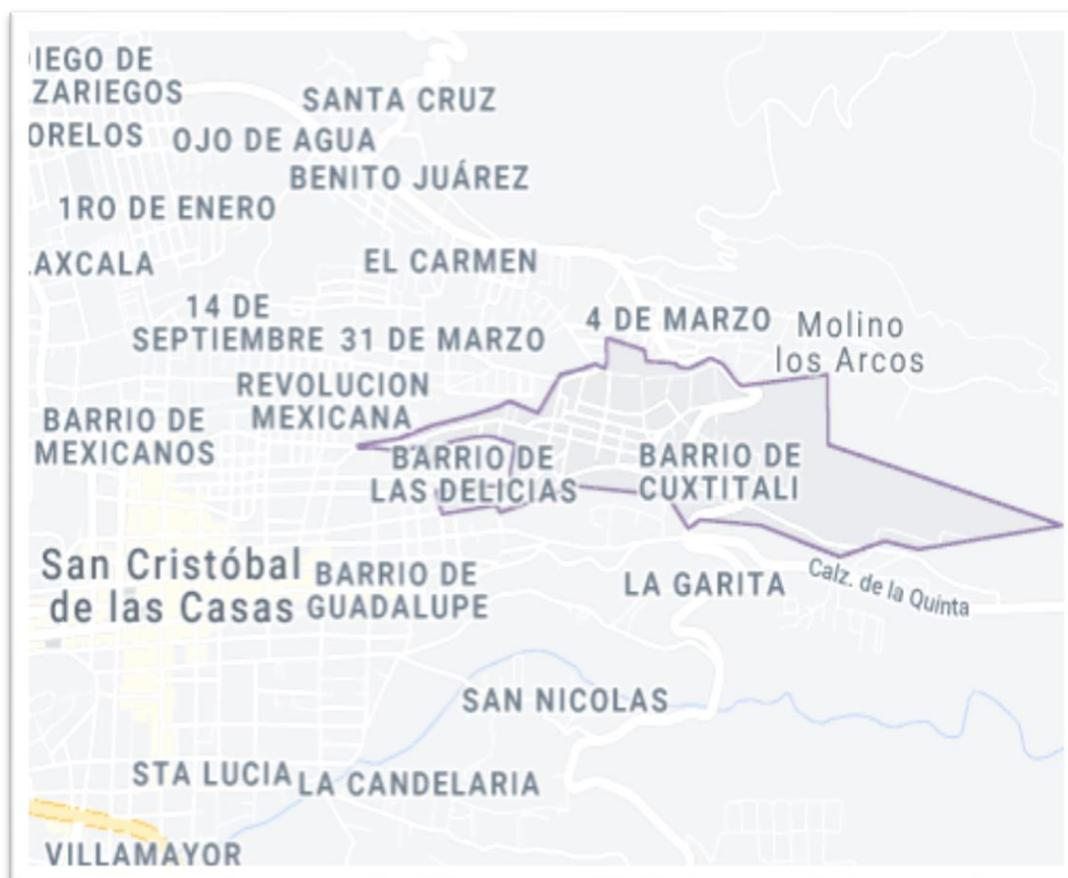 IEGO DE
ZARIEGOS
SANTA CRUZ
ORELOS
OJO DE AGUA
BENITO JUÁREZ
1RO DE ENERO
AXCALA
EL CARMEN
14 DE
SEPTIEMBRE
31 DE MARZO
4 DE MARZO
Molino
los Arcos
REVOLUCION
MEXICANA
BARRIO DE
MEXICANOS
BARRIO DE
LAS DELICIAS
BARRIO DE
CUXTITALI
San Cristóbal
de las Casas
BARRIO DE
GUADALUPE
LA GARITA
Calz. de la Quinta
SAN NICOLAS
STA LUCIA
LA CANDELARIA
VILLAMAYOR